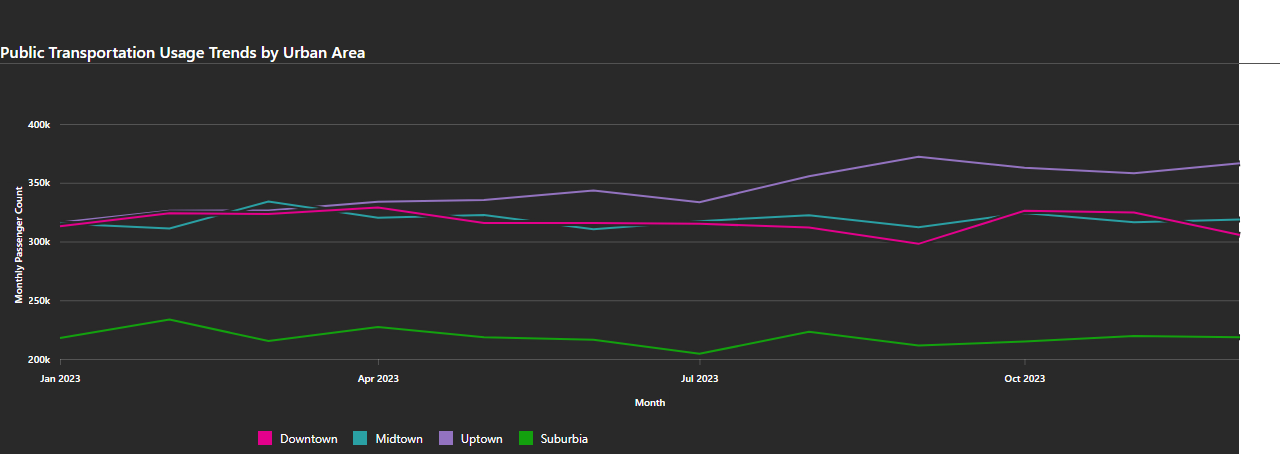 Public Transportation Usage Trends by Urban Area
400k
350k
300k
250k
200k
Monthly Passenger Count
Jan 2023
Apr 2023
Jul 2023
Oct 2023
Month
Downtown
Midtown
Uptown
Suburbia